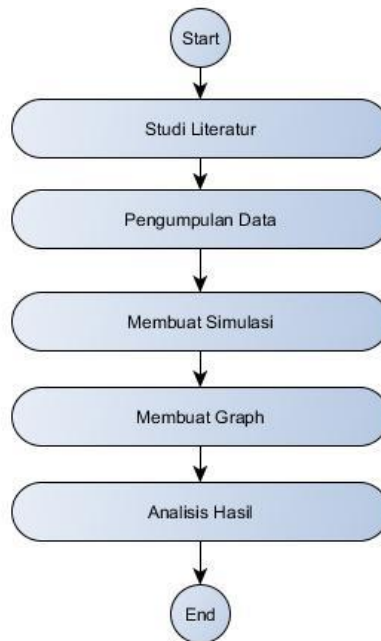 Start
Studi Literatur
Pengumpulan Data
Membuat Simulasi
Membuat Graph
Analisis Hasil
End